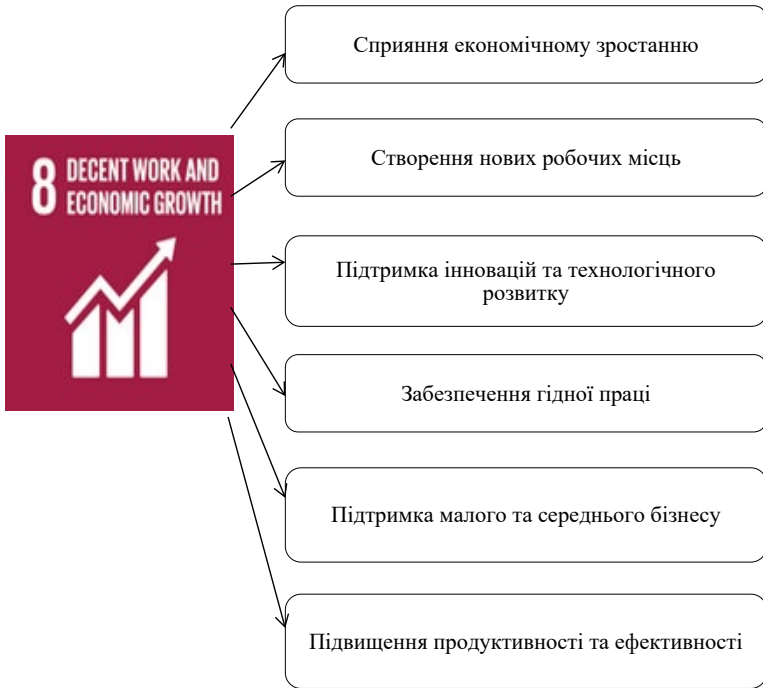 Сприяння економічному зростанню
8 DECENT WORK AND
ECONOMIC GROWTH
Створення нових робочих місць
Підтримка інновацій та технологічного
розвитку
Забезпечення гідної праці
Підтримка малого та середнього бізнесу
Підвищення продуктивності та ефективності